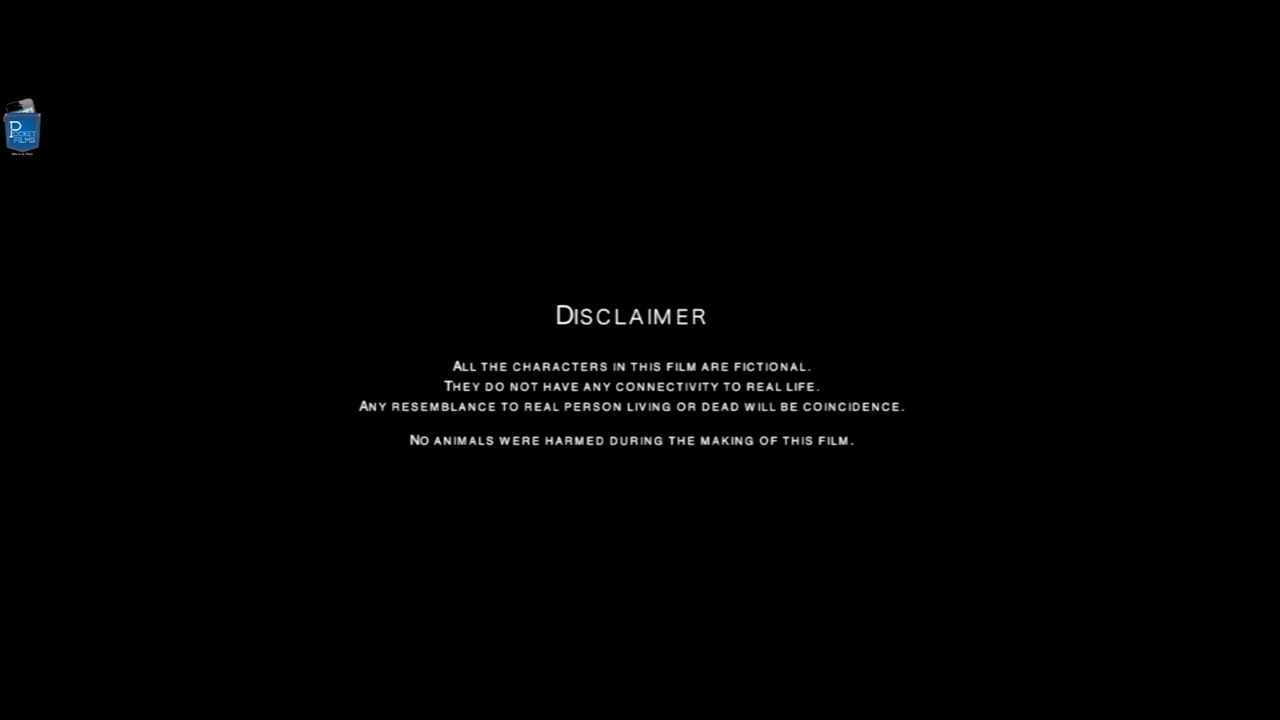 POCKET
FILMS
DISCLAIMER
ALL THE CHARACTERS IN THIS FILM ARE FICTIONAL.
THEY DO NOT HAVE ANY CONNECTIVITY TO REAL LIFE.
ANY RESEMBLANCE TO REAL PERSON LIVING OR DEAD WILL BE COINCIDENCE.
NO ANIMALS WERE HARMED DURING THE MAKING OF THIS FILM.